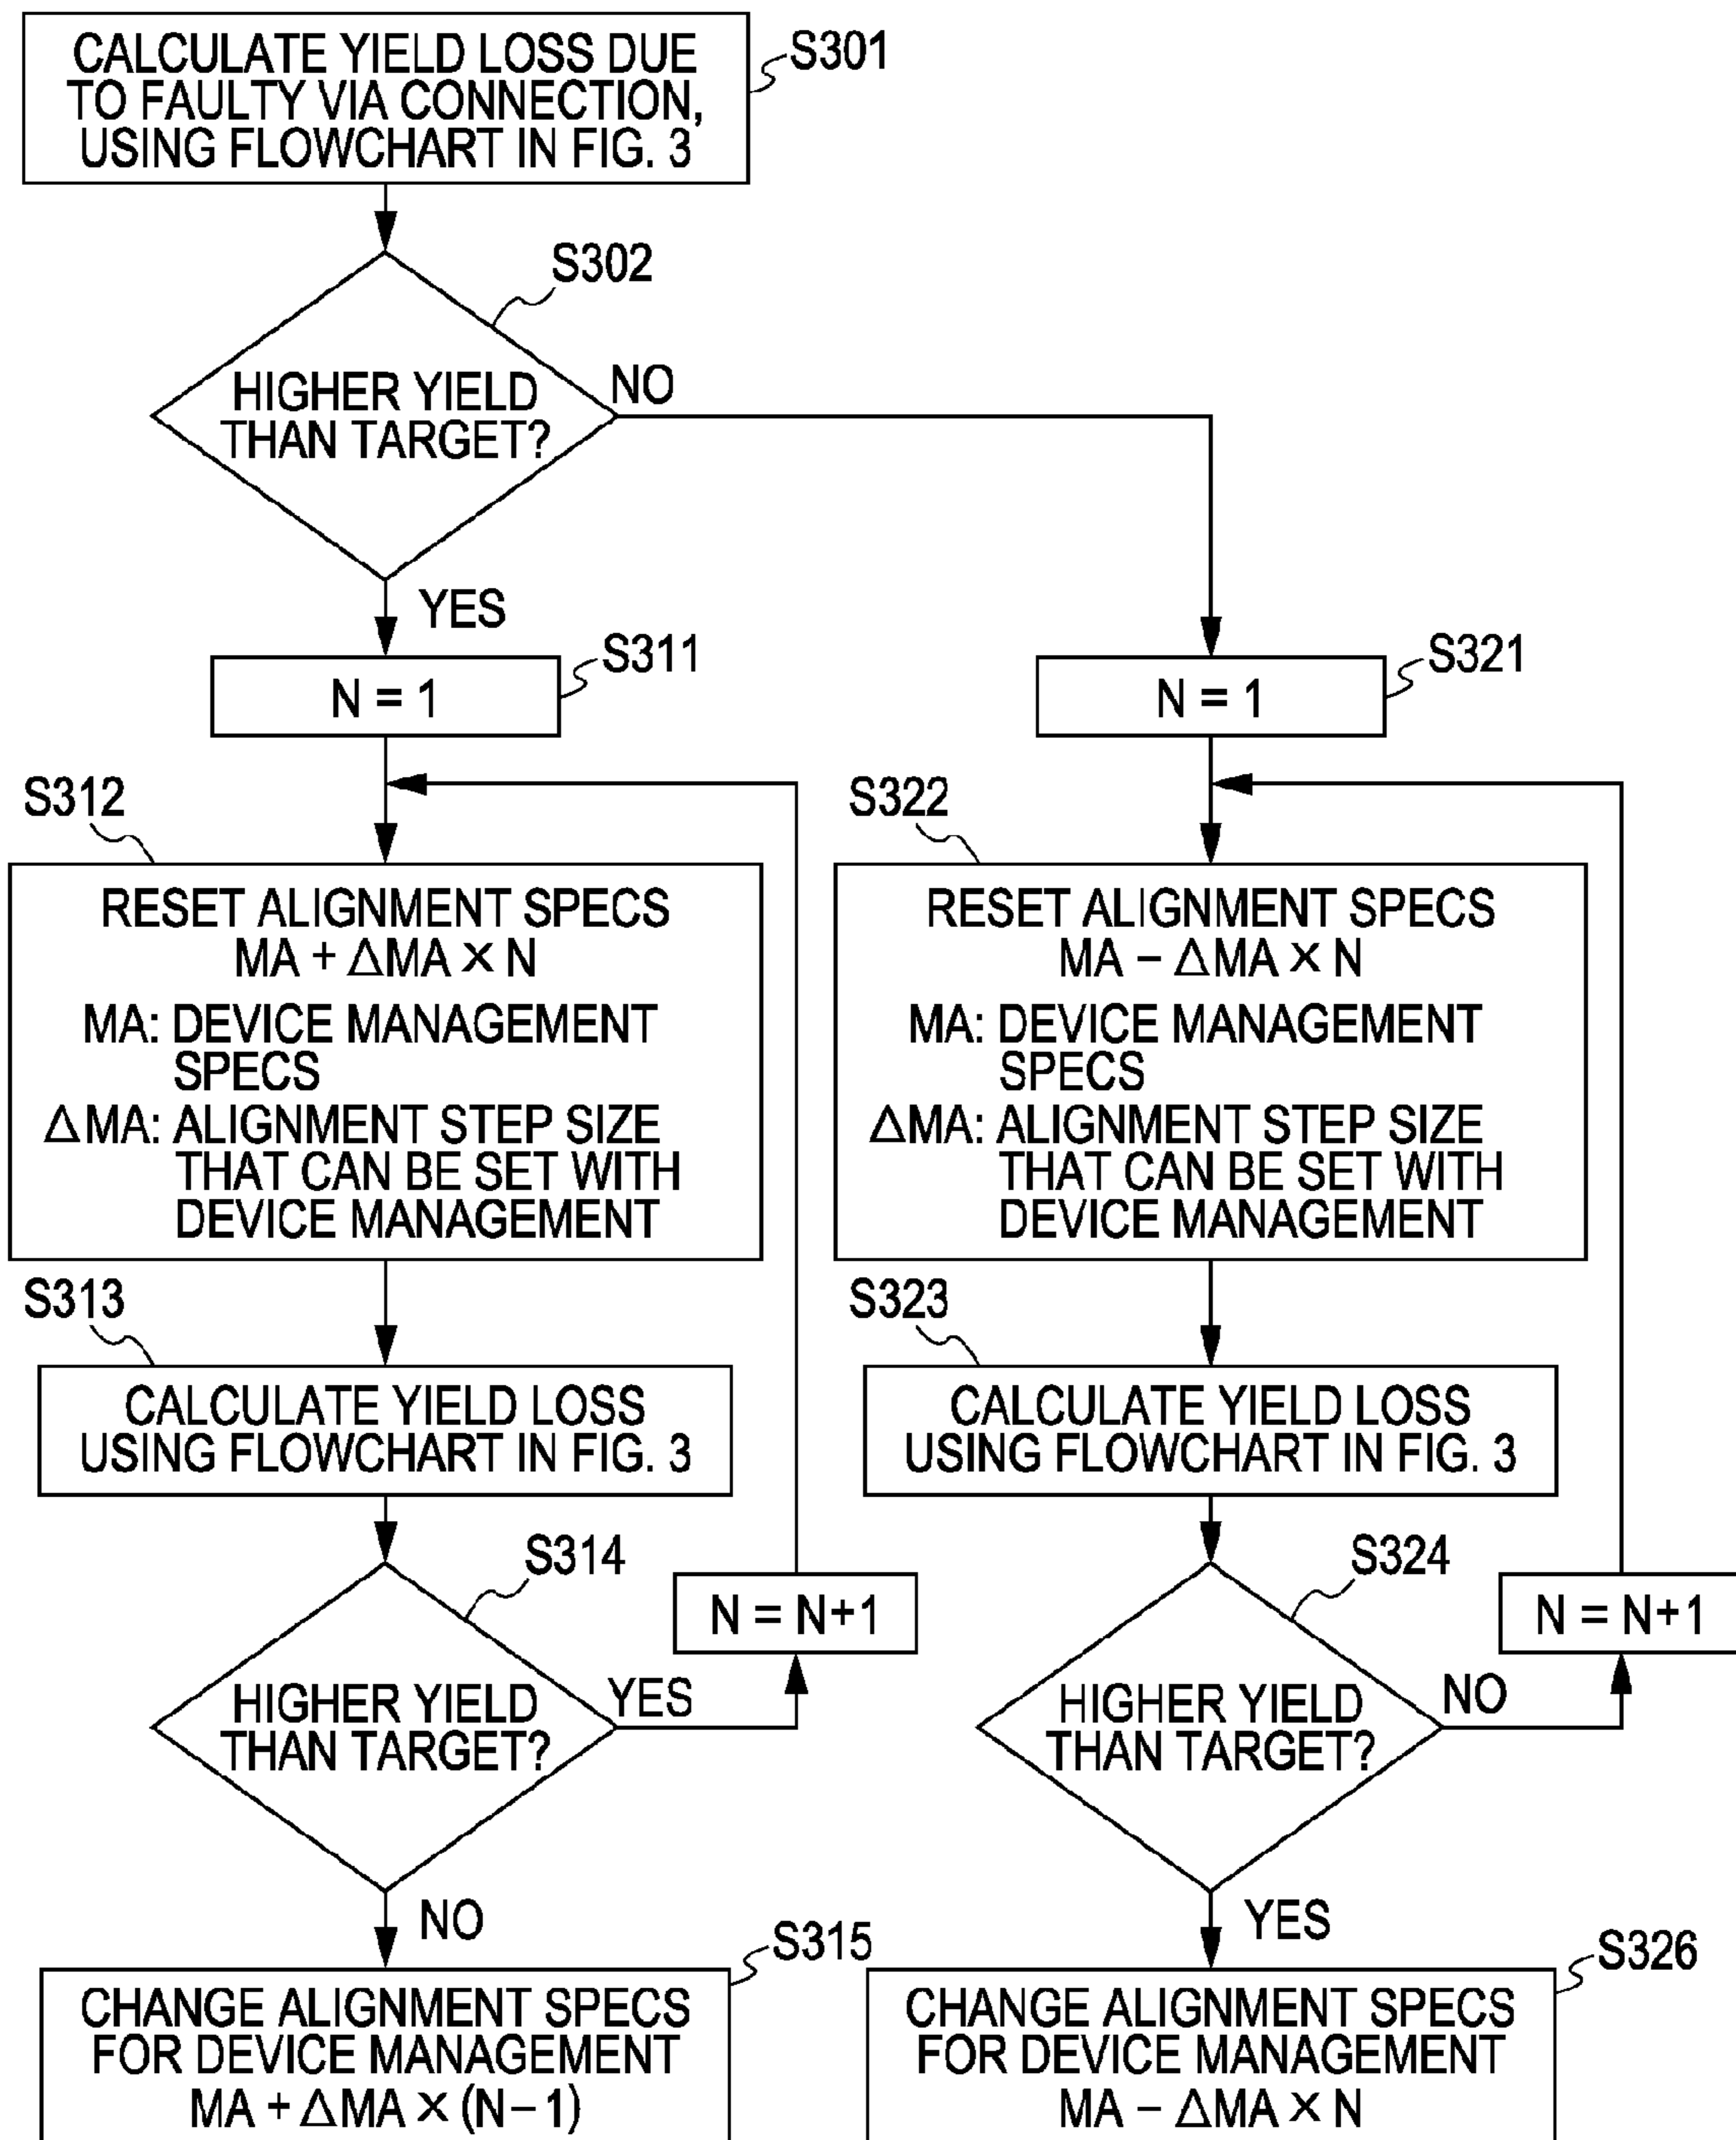 CALCULATE YIELD LOSS DUE
TO FAULTY VIA CONNECTION,
USING FLOWCHART IN FIG. 3
S301
S302
HIGHER YIELD
THAN TARGET?
NO
YES
S311
N = 1
S321
N = 1
S312
RESET ALIGNMENT SPECS
MA + △MA × N
MA: DEVICE MANAGEMENT
SPECS
△MA: ALIGNMENT STEP SIZE
THAT CAN BE SET WITH
DEVICE MANAGEMENT
S322
RESET ALIGNMENT SPECS
MA − △MA × N
MA: DEVICE MANAGEMENT
SPECS
△MA: ALIGNMENT STEP SIZE
THAT CAN BE SET WITH
DEVICE MANAGEMENT
S313
CALCULATE YIELD LOSS
USING FLOWCHART IN FIG. 3
S323
CALCULATE YIELD LOSS
USING FLOWCHART IN FIG. 3
S314
HIGHER YIELD
THAN TARGET?
YES
N = N+1
NO
S324
HIGHER YIELD
THAN TARGET?
NO
N = N+1
YES
S315
CHANGE ALIGNMENT SPECS
FOR DEVICE MANAGEMENT
MA + △MA × (N−1)
S326
CHANGE ALIGNMENT SPECS
FOR DEVICE MANAGEMENT
MA − △MA × N